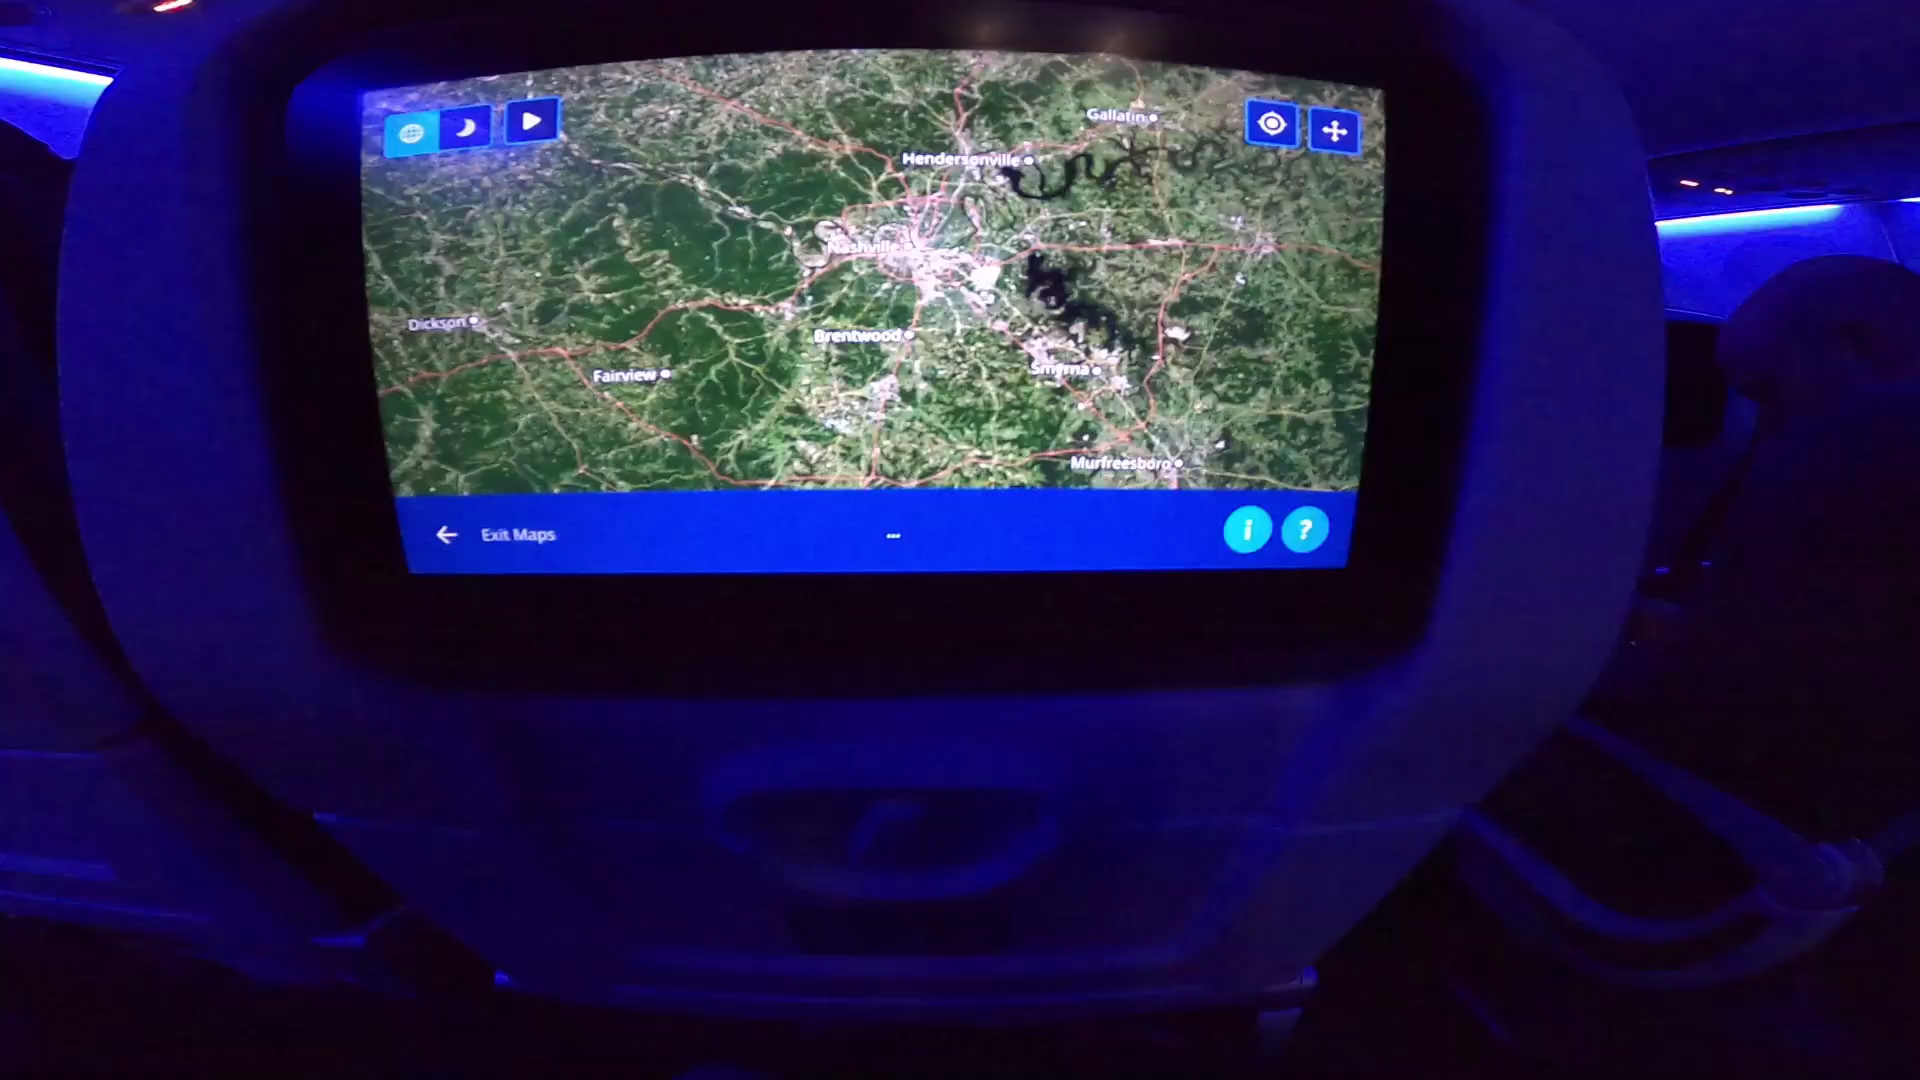 Gallatin
Hendersonville
Nashville
Dickson
Brentwood
Fairview
Smyrna
Murfreesboro
Exit Maps
...
i
?